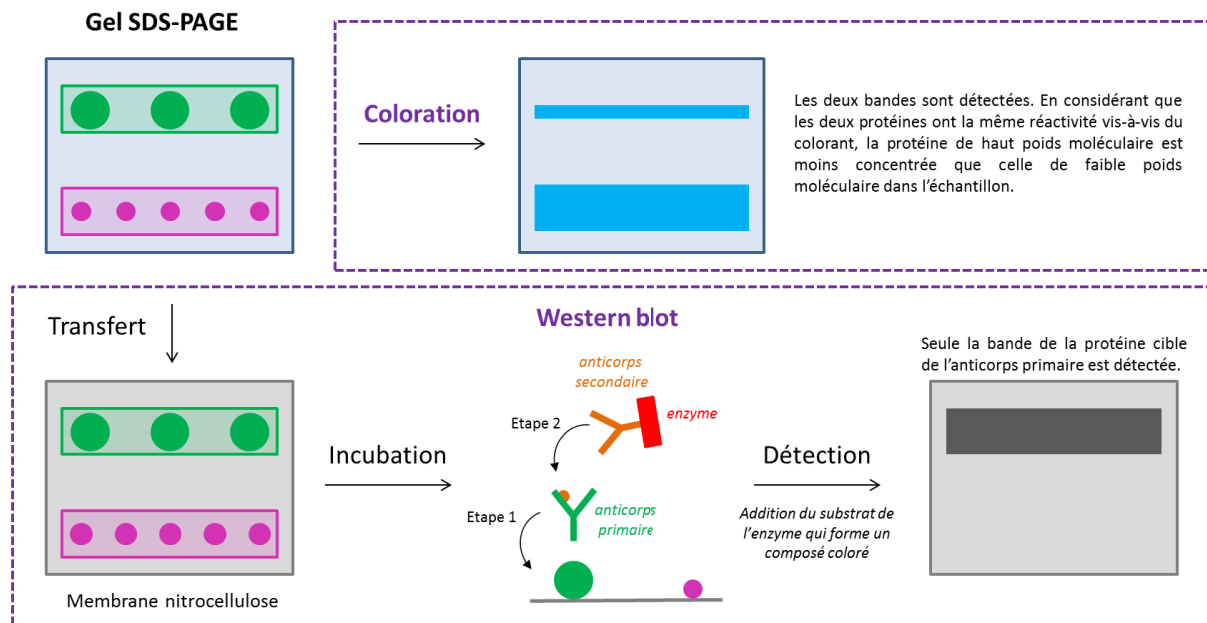 Gel SDS-PAGE
Coloration
Les deux bandes sont détectées. En considérant que
les deux protéines ont la même réactivité vis-à-vis du
colorant, la protéine de haut poids moléculaire est
moins concentrée que celle de faible poids
moléculaire dans l’échantillon.
Transfert
Western blot
Seule la bande de la protéine cible
de l’anticorps primaire est détectée.
anticorps
secondaire
enzyme
Etape 2
Incubation
Détection
Etape 1
anticorps
primaire
Addition du substrat de
l’enzyme qui forme un
composé coloré
Membrane nitrocellulose